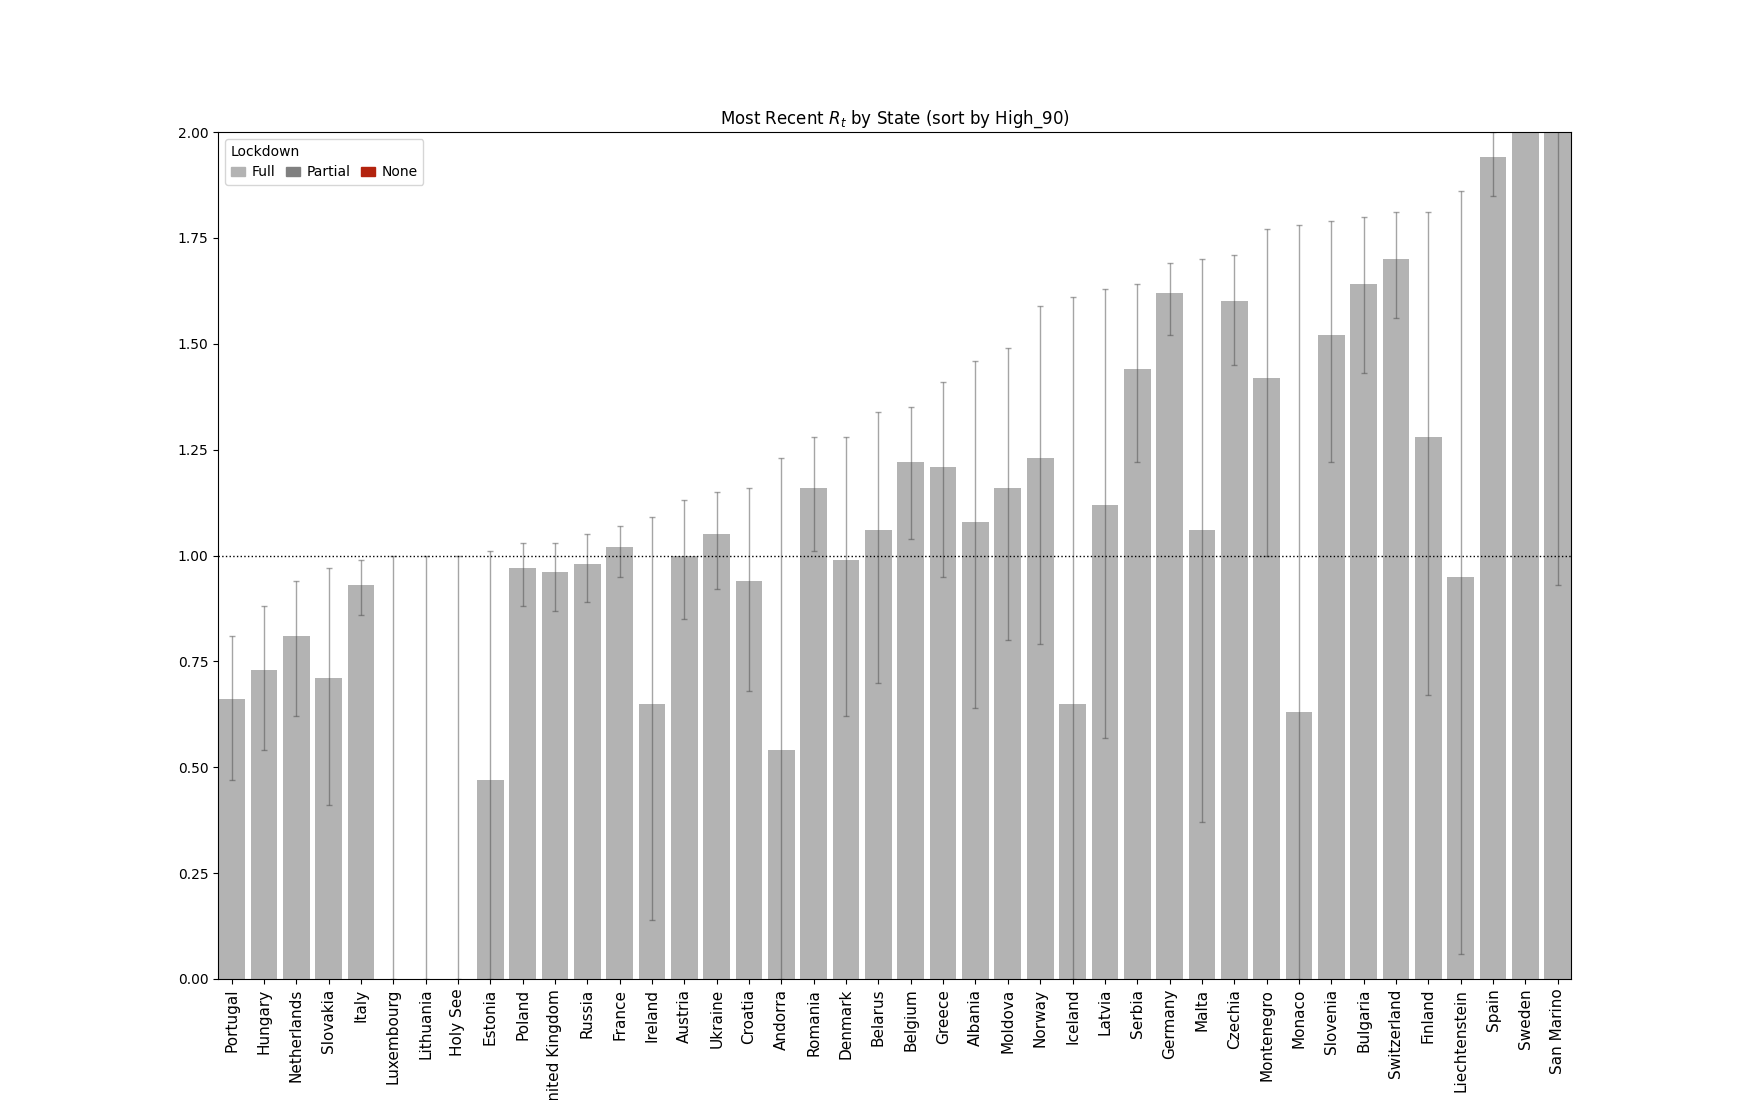 Most Recent R_t by State (sort by High_90)
Lockdown
Full Partial None
2.00
1.75
1.50
1.25
1.00
0.75
0.50
0.25
0.00
Portugal
Hungary
Netherlands
Slovakia
Italy
Luxembourg
Lithuania
Holy See
Estonia
Poland
nited Kingdom
Russia
France
Ireland
Austria
Ukraine
Croatia
Andorra
Romania
Denmark
Belarus
Belgium
Greece
Albania
Moldova
Norway
Iceland
Latvia
Serbia
Germany
Malta
Czechia
Montenegro
Monaco
Slovenia
Bulgaria
Switzerland
Finland
Liechtenstein
Spain
Sweden
San Marino